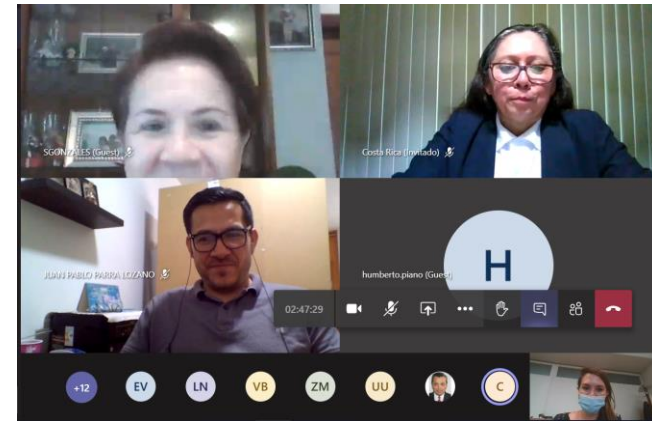 SGONZALES (Guest)
Costa Rica (Invitado)
JUAN PABLO PARRA LOZANO
humberto.piano (Guest)
H
02:47:29
+12
EV
LN
VB
ZM
UU
C